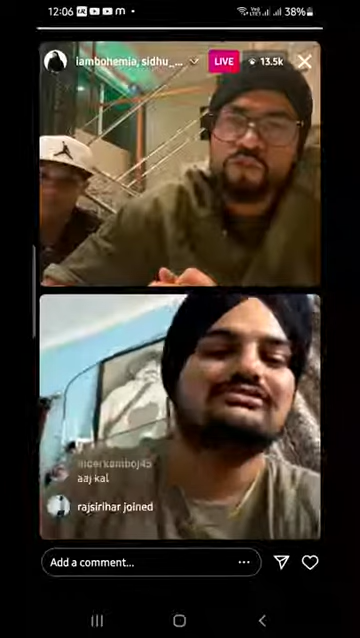 12:06
38%
iambohemia, sidhu_...
LIVE
13.5k
aaj kal
rajsirihar joined
Add a comment...